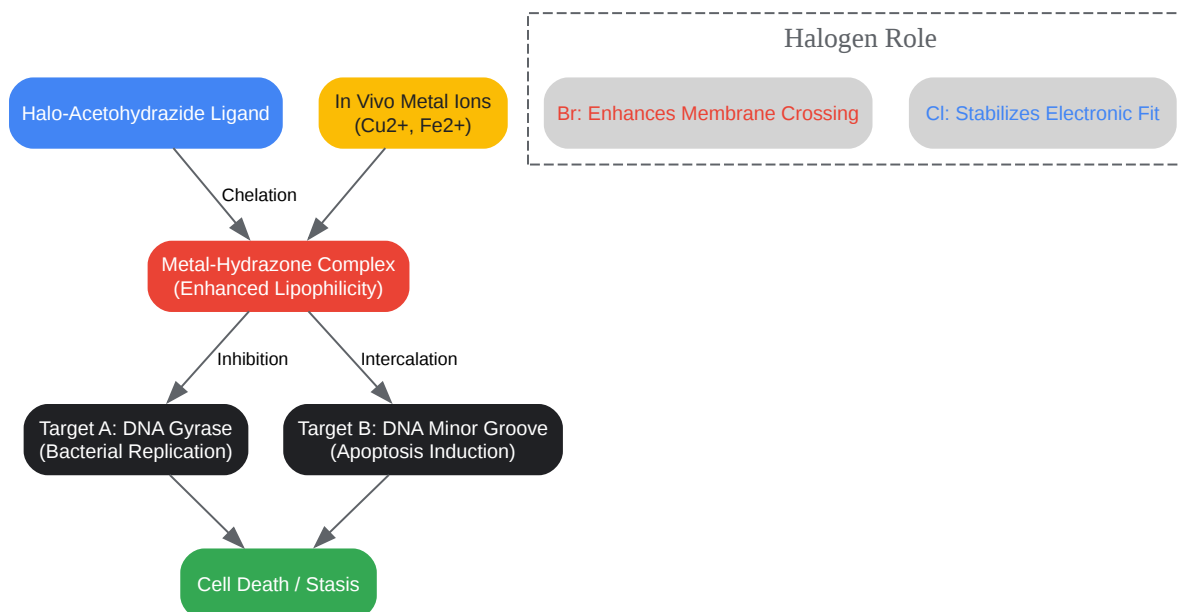 Halogen Role
Halo-Acetohydrazide Ligand
In Vivo Metal Ions
(Cu2+, Fe2+)
Br: Enhances Membrane Crossing
Cl: Stabilizes Electronic Fit
Chelation
Metal-Hydrazone Complex
(Enhanced Lipophilicity)
Inhibition
Intercalation
Target A: DNA Gyrase
(Bacterial Replication)
Target B: DNA Minor Groove
(Apoptosis Induction)
Cell Death / Stasis